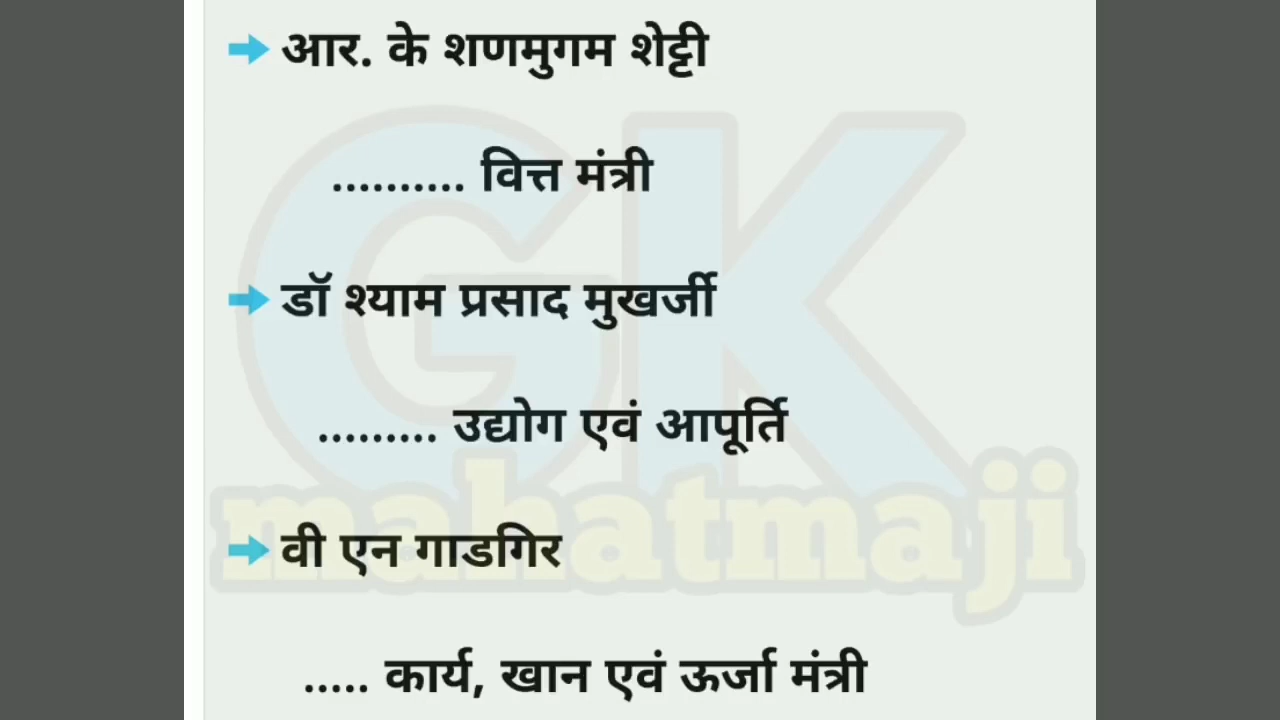 आर. के शणमुगम शेट्टी
.......... वित्त मंत्री
डॉ श्याम प्रसाद मुखर्जी
......... उद्योग एवं आपूर्ति
वी एन गाडगिर
..... कार्य, खान एवं ऊर्जा मंत्री
GK
mahatmaji